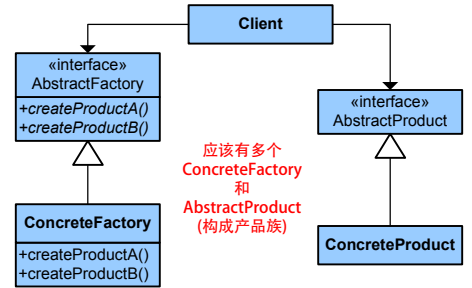 Client
«interface»
AbstractFactory
+createProductA()
+createProductB()
«interface»
AbstractProduct
应该有多个
ConcreteFactory
和
AbstractProduct
(构成产品族)
ConcreteFactory
+createProductA()
+createProductB()
ConcreteProduct